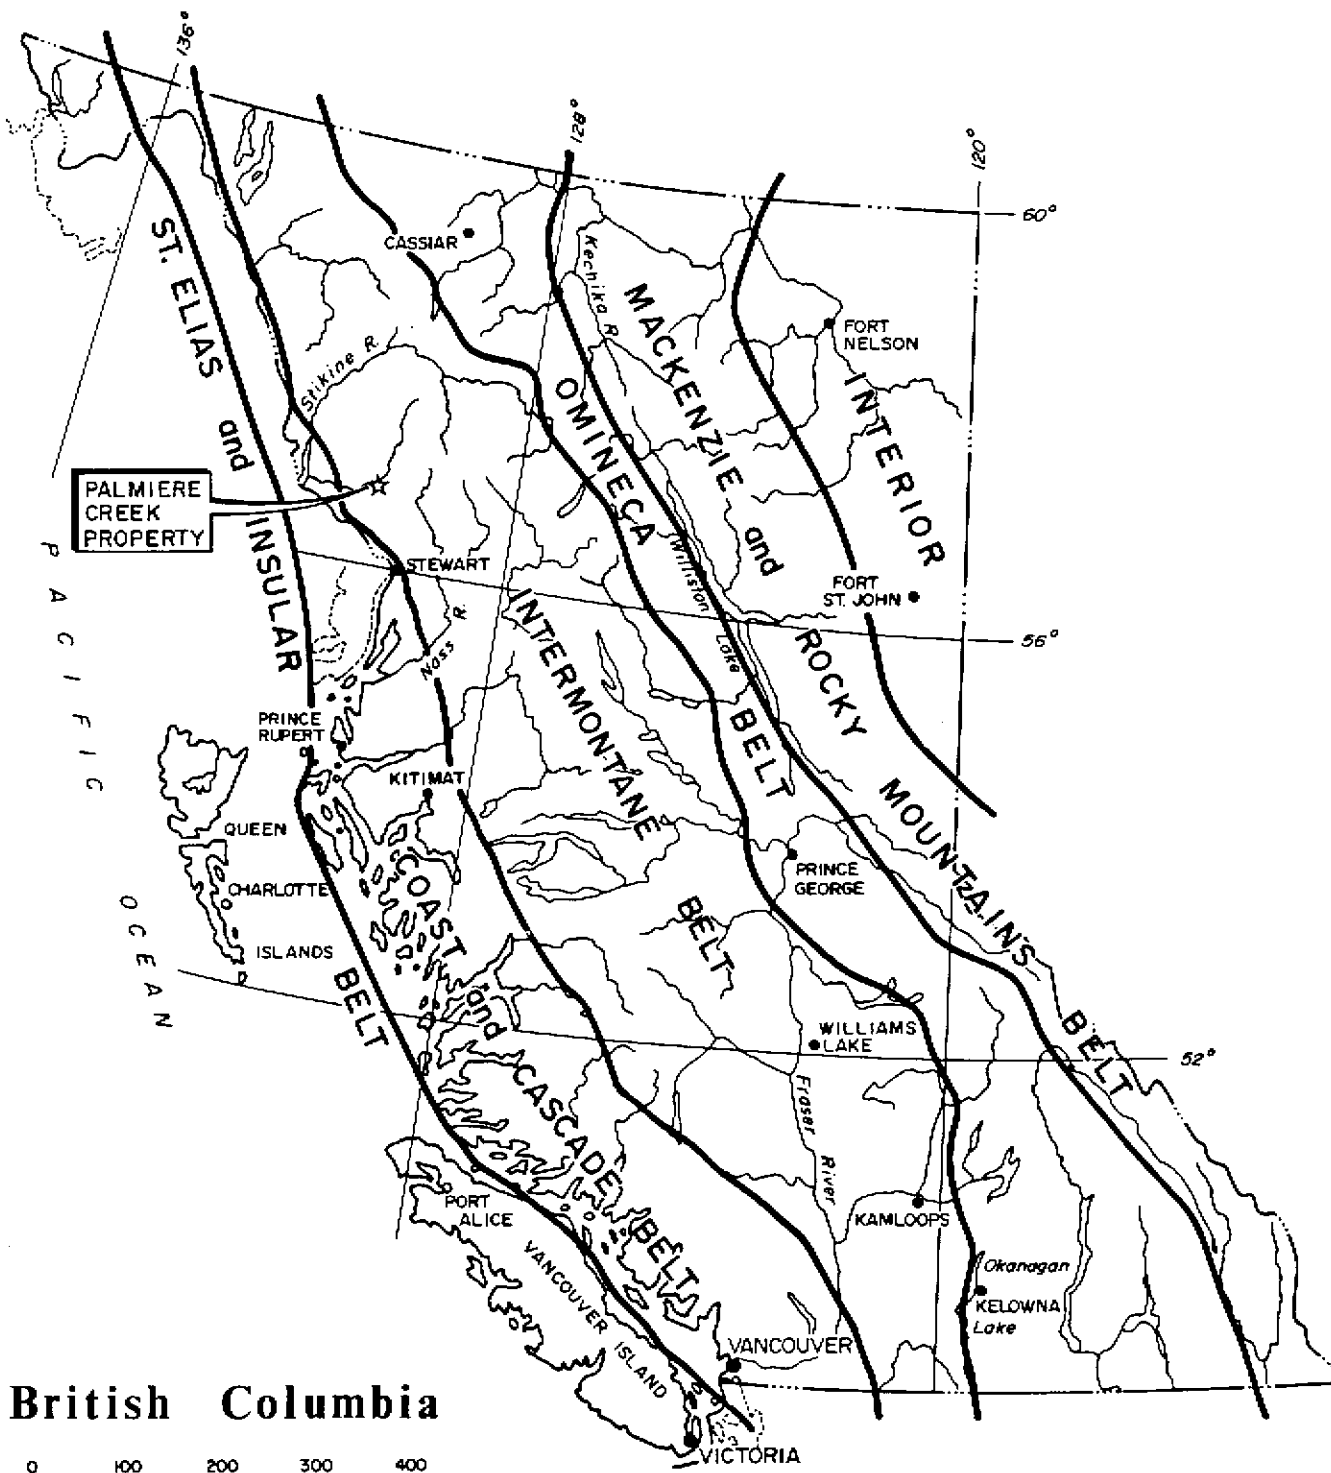 136°
128°
120°
60°
CASSIAR
Kechika R.
FORT
NELSON
ST. ELIAS and INSULAR BELT
MACKENZIE and ROCKY MOUNTAINS BELT
INTERIOR
Stikine R.
OMINECA BELT
PALMIERE
CREEK
PROPERTY
STEWART
Williston Lake
FORT
ST. JOHN
56°
PACIFIC OCEAN
Nass R.
INTERMONTANE BELT
PRINCE
RUPERT
KITIMAT
QUEEN
CHARLOTTE
ISLANDS
COAST and CASCADE BELT
PRINCE
GEORGE
WILLIAMS
LAKE
52°
Fraser River
PORT
ALICE
KAMLOOPS
VANCOUVER ISLAND
Okanagan
KELOWNA
Lake
VANCOUVER
VICTORIA
British Columbia
0 100 200 300 400